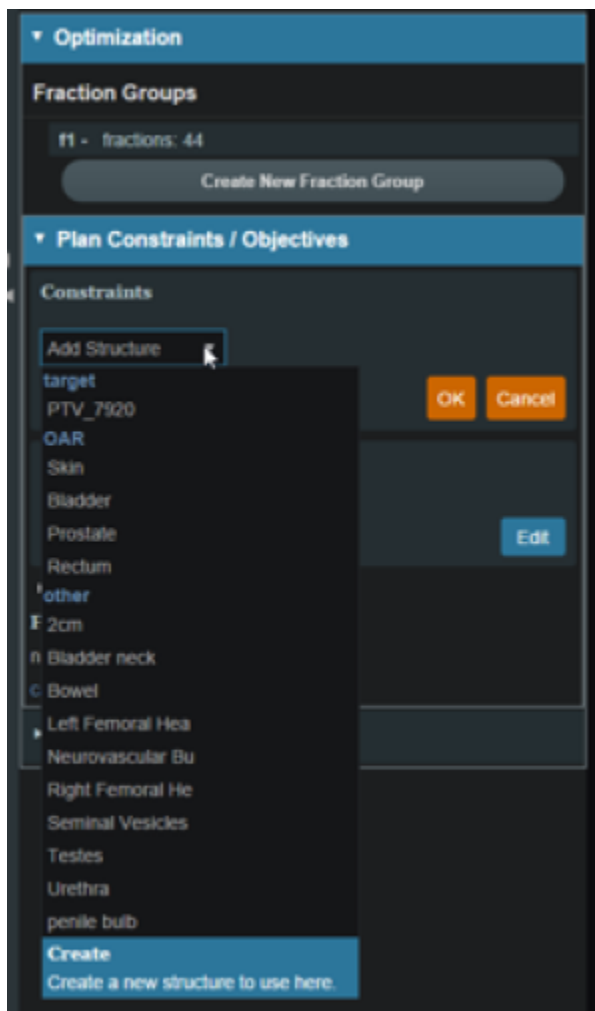 Optimization
Fraction Groups
f1 - fractions: 44
Create New Fraction Group
Plan Constraints / Objectives
Constraints
Add Structure
target
PTV_7920
OK Cancel
OAR
Skin
Bladder
Prostate
Edit
Rectum
other
2cm
Bladder neck
Bowel
Left Femoral Hea
Neurovascular Bu
Right Femoral He
Seminal Vesicles
Testes
Urethra
penile bulb
Create
Create a new structure to use here.